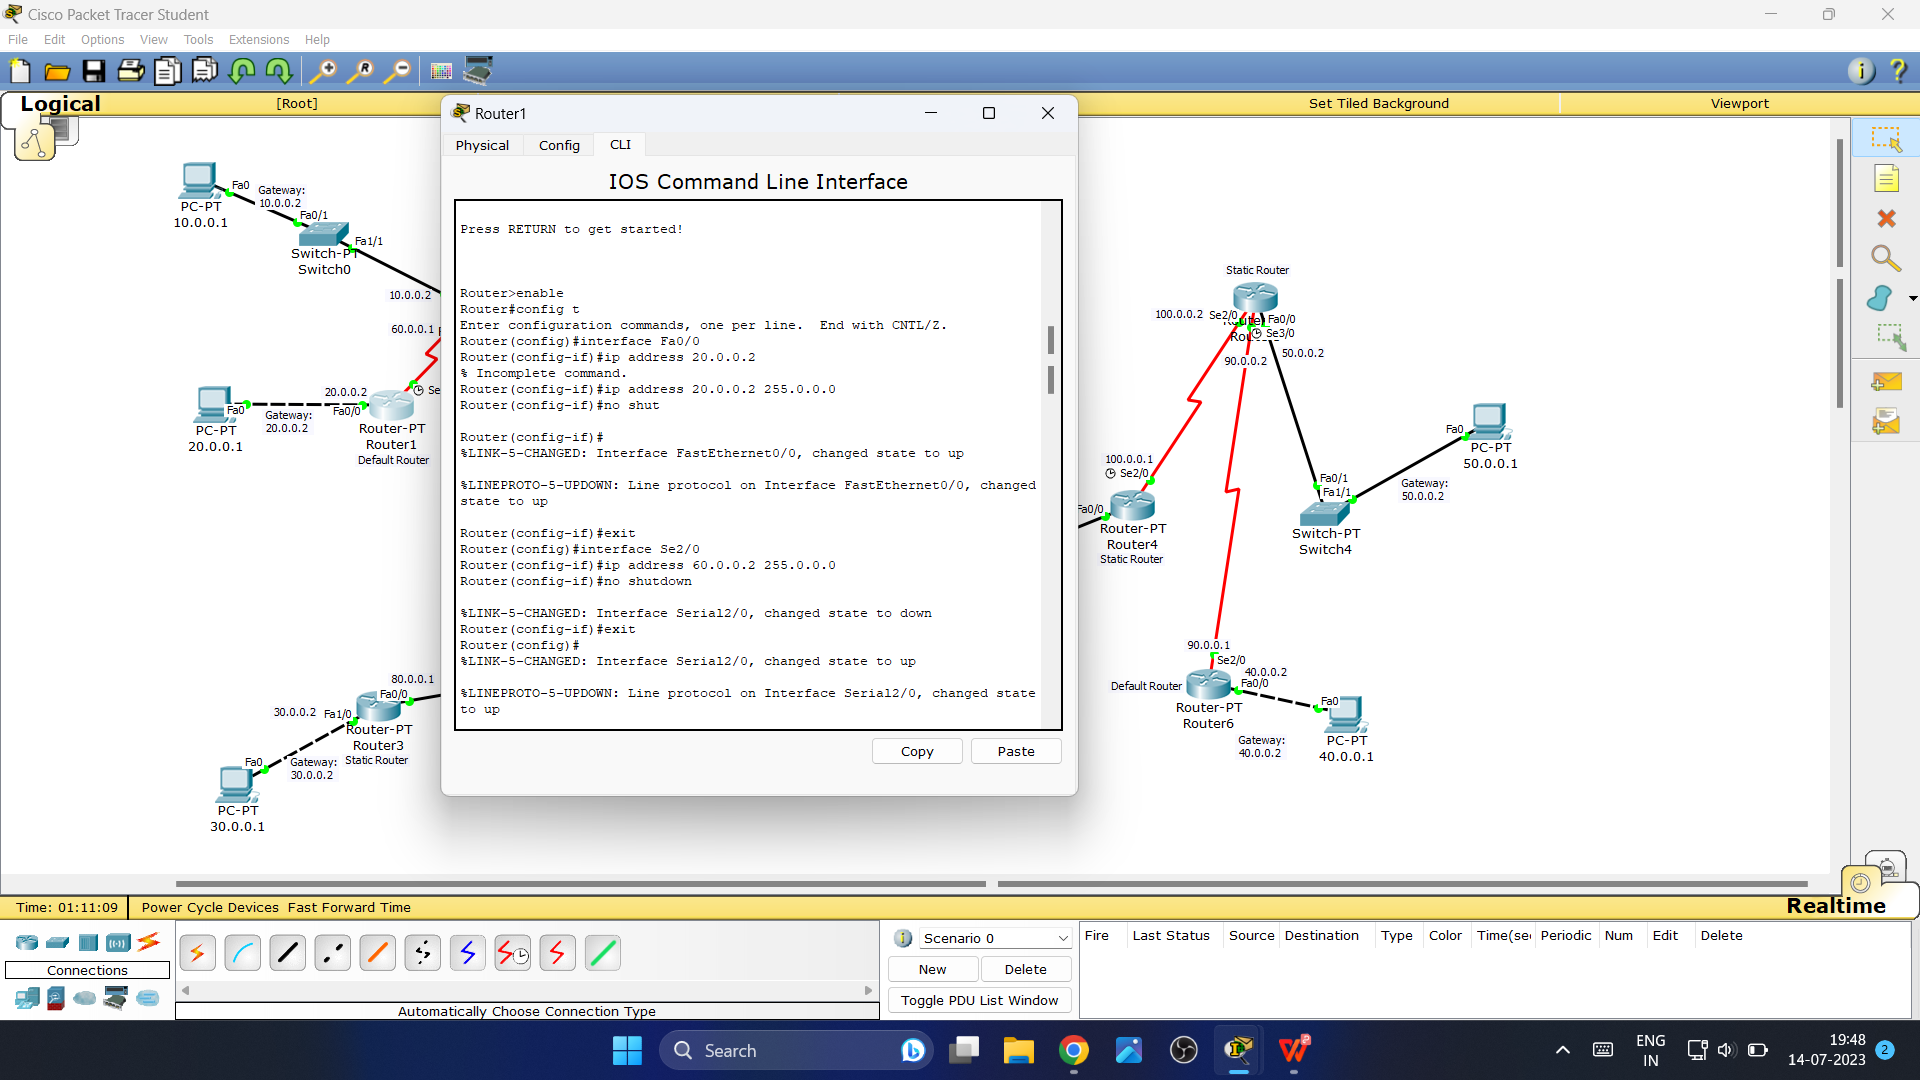 Cisco Packet Tracer Student
File Edit Options View Tools Extensions Help
Logical [Root] Set Tiled Background Viewport
Router1
Physical Config CLI
IOS Command Line Interface
Press RETURN to get started!
Router>enable
Router#config t
Enter configuration commands, one per line.  End with CNTL/Z.
Router(config)#interface Fa0/0
Router(config-if)#ip address 20.0.0.2
% Incomplete command.
Router(config-if)#ip address 20.0.0.2 255.0.0.0
Router(config-if)#no shut
Router(config-if)#
%LINK-5-CHANGED: Interface FastEthernet0/0, changed state to up
%LINEPROTO-5-UPDOWN: Line protocol on Interface FastEthernet0/0, changed
state to up
Router(config-if)#exit
Router(config)#interface Se2/0
Router(config-if)#ip address 60.0.0.2 255.0.0.0
Router(config-if)#no shutdown
%LINK-5-CHANGED: Interface Serial2/0, changed state to down
Router(config-if)#exit
Router(config)#
%LINK-5-CHANGED: Interface Serial2/0, changed state to up
%LINEPROTO-5-UPDOWN: Line protocol on Interface Serial2/0, changed state
to up
Copy Paste
Fa0
Gateway:
10.0.0.2
PC-PT
10.0.0.1
Fa0/1
Fa1/1
Switch-PT
Switch0
10.0.0.2
60.0.0.1
Se
20.0.0.2
Fa0
Fa0/0
Gateway:
20.0.0.2
PC-PT
20.0.0.1
Router-PT
Router1
Default Router
80.0.0.1
Fa0/0
30.0.0.2 Fa1/0
Router-PT
Router3
Static Router
Fa0
Gateway:
30.0.0.2
PC-PT
30.0.0.1
Static Router
100.0.0.2 Se2/0
Fa0/0
Se3/0
90.0.0.2
50.0.0.2
Fa0
PC-PT
50.0.0.1
Gateway:
50.0.0.2
Fa0/1
Fa1/1
Switch-PT
Switch4
100.0.0.1
Se2/0
Fa0/0
Router-PT
Router4
Static Router
90.0.0.1
Se2/0
40.0.0.2
Default Router
Fa0/0
Router-PT
Router6
Fa0
Gateway:
40.0.0.2
PC-PT
40.0.0.1
Time: 01:11:09 Power Cycle Devices Fast Forward Time
Realtime
Connections
Automatically Choose Connection Type
Scenario 0
New Delete
Toggle PDU List Window
Fire Last Status Source Destination Type Color Time(sec Periodic Num Edit Delete
Search
ENG
IN
19:48
14-07-2023
2